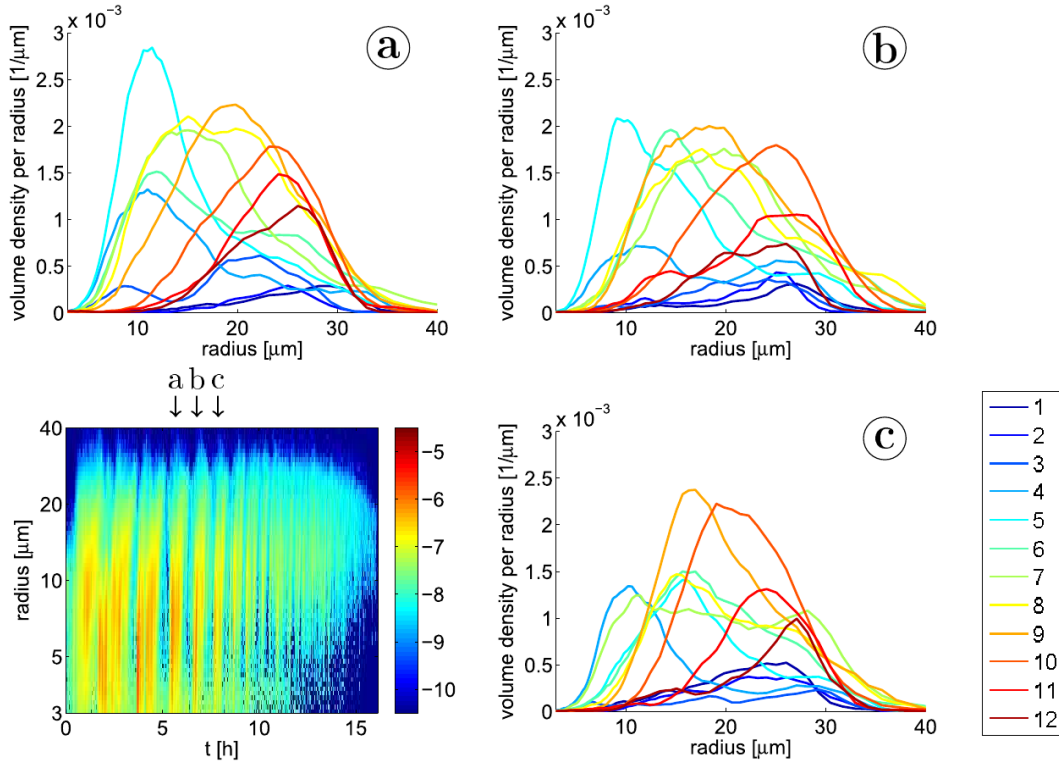 × 10⁻³
3
2.5
2
1.5
1
0.5
0
10 20 30 40
radius [µm]
volume density per radius [1/µm]
a
× 10⁻³
3
2.5
2
1.5
1
0.5
0
10 20 30 40
radius [µm]
volume density per radius [1/µm]
b
a b c
↓ ↓ ↓
40
20
10
5
3
0 5 10 15
t [h]
radius [µm]
−5
−6
−7
−8
−9
−10
× 10⁻³
3
2.5
2
1.5
1
0.5
0
10 20 30 40
radius [µm]
volume density per radius [1/µm]
c
1
2
3
4
5
6
7
8
9
10
11
12